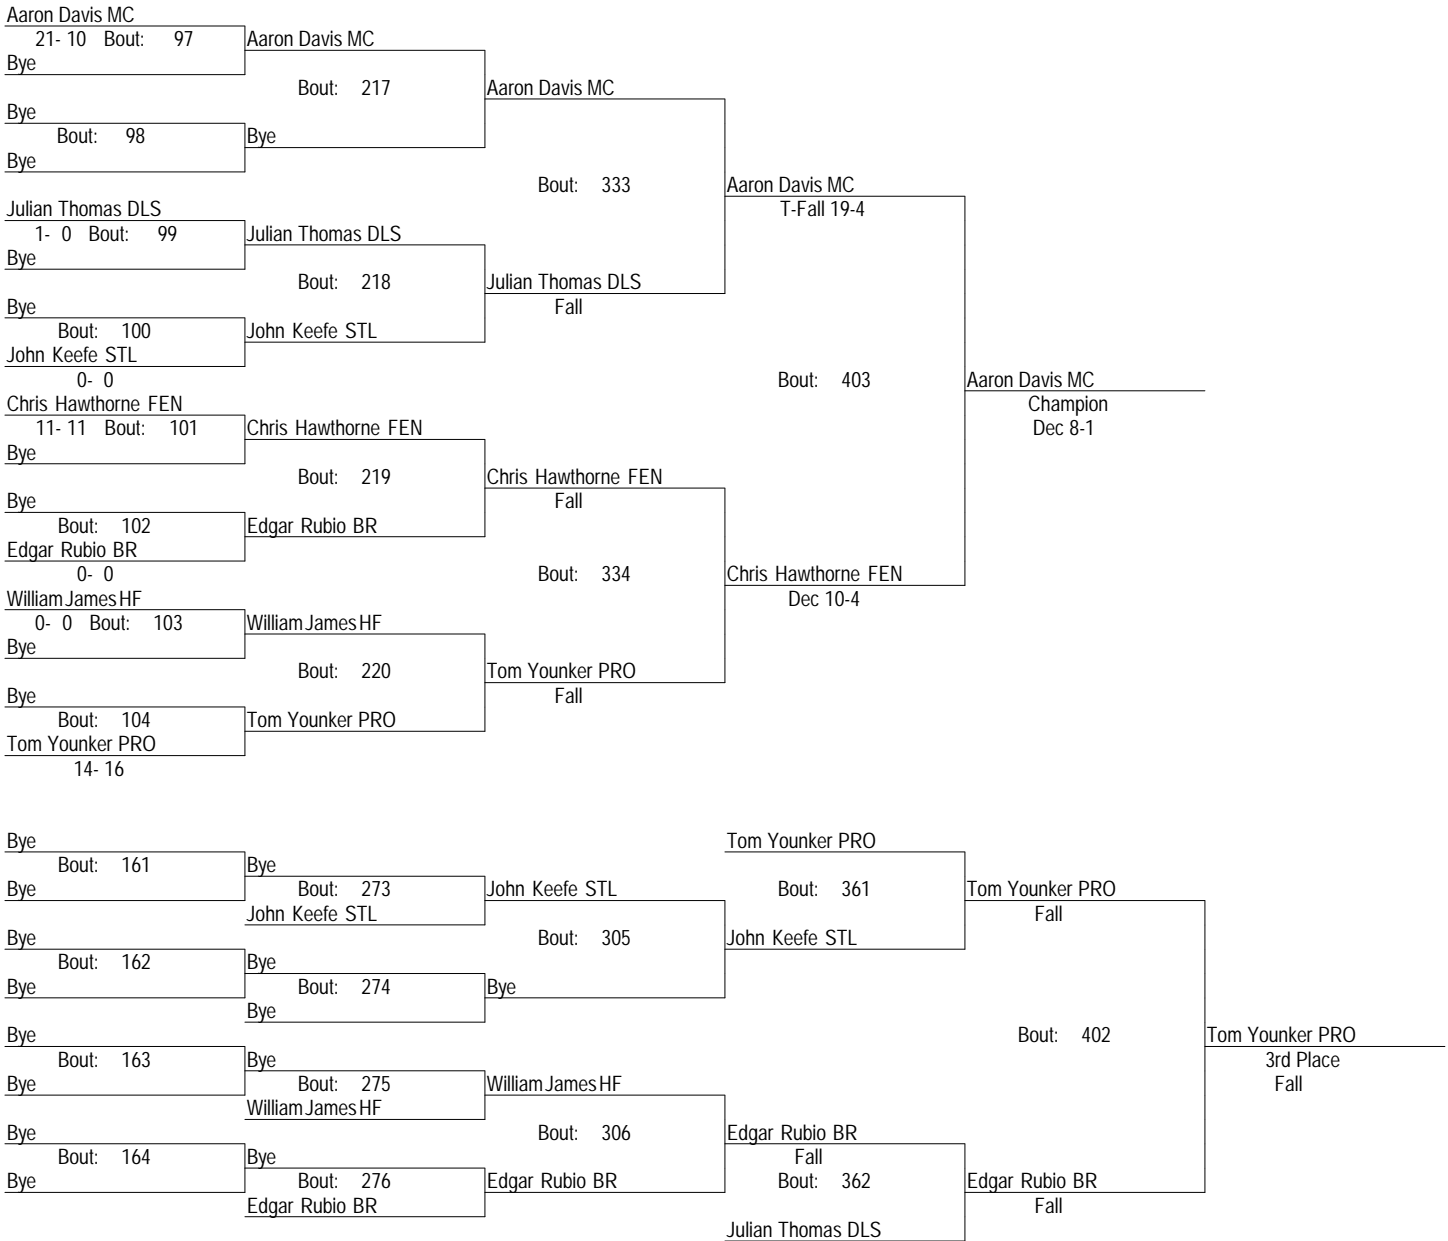 Aaron Davis MC
21- 10 Bout: 97 Aaron Davis MC
Bye
Bout: 217 Aaron Davis MC
Bye
Bout: 98 Bye
Bye
Bout: 333 Aaron Davis MC
Julian Thomas DLS T-Fall 19-4
1- 0 Bout: 99 Julian Thomas DLS
Bye
Bout: 218 Julian Thomas DLS
Bye Fall
Bout: 100 John Keefe STL
John Keefe STL
0- 0 Bout: 403 Aaron Davis MC
Chris Hawthorne FEN Champion
11- 11 Bout: 101 Chris Hawthorne FEN Dec 8-1
Bye
Bout: 219 Chris Hawthorne FEN
Bye Fall
Bout: 102 Edgar Rubio BR
Edgar Rubio BR
0- 0 Bout: 334 Chris Hawthorne FEN
William James HF Dec 10-4
0- 0 Bout: 103 William James HF
Bye
Bout: 220 Tom Younker PRO
Bye Fall
Bout: 104 Tom Younker PRO
Tom Younker PRO
14- 16
Bye Tom Younker PRO
Bout: 161 Bye
Bye Bout: 273 John Keefe STL Bout: 361 Tom Younker PRO
John Keefe STL Fall
Bye Bout: 305 John Keefe STL
Bout: 162 Bye
Bye Bout: 274 Bye
Bye
Bye Bout: 402 Tom Younker PRO
Bout: 163 Bye 3rd Place
Bye Bout: 275 William James HF Fall
William James HF
Bye Bout: 306 Edgar Rubio BR
Bout: 164 Bye Fall
Bye Bout: 276 Edgar Rubio BR Bout: 362 Edgar Rubio BR
Edgar Rubio BR Fall
Julian Thomas DLS